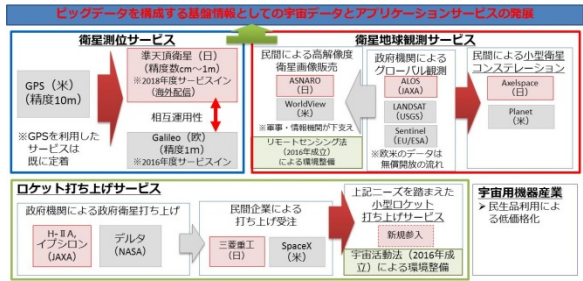 ビッグデータを構成する基盤情報としての宇宙データとアプリケーションサービスの発展
衛星測位サービス
GPS(米)
(精度10m)
※GPSを利用した
サービスは
既に定着
準天頂衛星(日)
(精度数cm~1m)
※2018年度サービスイン
(海外配信)
相互運用性
Galileo(欧)
(精度1m)
※2016年度サービスイン
衛星地球観測サービス
民間による高解像度
衛星画像販売
ASNARO
(日)
WorldView
(米)
※軍事・情報機関が下支え
リモートセンシング法
(2016年成立)
による環境整備
政府機関による
グローバル観測
ALOS
(JAXA)
LANDSAT
(USGS)
Sentinel
(EU/ESA)
※欧米のデータは
無償開放の流れ
民間による小型衛星
コンステレーション
Axelspace
(日)
Planet
(米)
ロケット打ち上げサービス
政府機関による政府衛星打ち上げ
H-ⅡA,
イプシロン
(JAXA)
デルタ
(NASA)
民間企業による
打ち上げ受注
三菱重工
(日)
SpaceX
(米)
上記ニーズを踏まえた
小型ロケット
打ち上げサービス
新規参入
宇宙活動法(2016年成
立)による環境整備
宇宙用機器産業
➢ 民生品利用によ
る低価格化